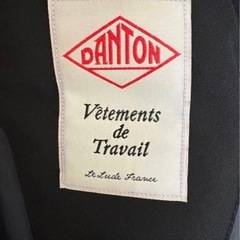 DANTON
Vêtements
de
Travail
Le Lude France